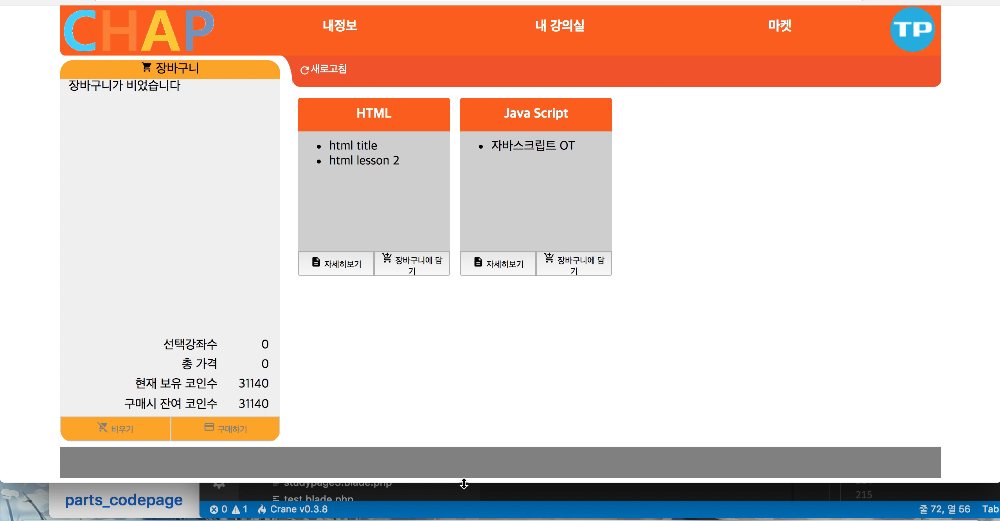 CHAP
내정보
내 강의실
마켓
TP
장바구니
새로고침
장바구니가 비었습니다
HTML
html title
html lesson 2
자세히보기
장바구니에 담
기
Java Script
자바스크립트 OT
자세히보기
장바구니에 담
기
선택강좌수 0
총 가격 0
현재 보유 코인수 31140
구매시 잔여 코인수 31140
비우기
구매하기
studypage3.blade.php
test.blade.php
215
parts_codepage
0 1 Crane v0.3.8
줄 72, 열 56 Tab